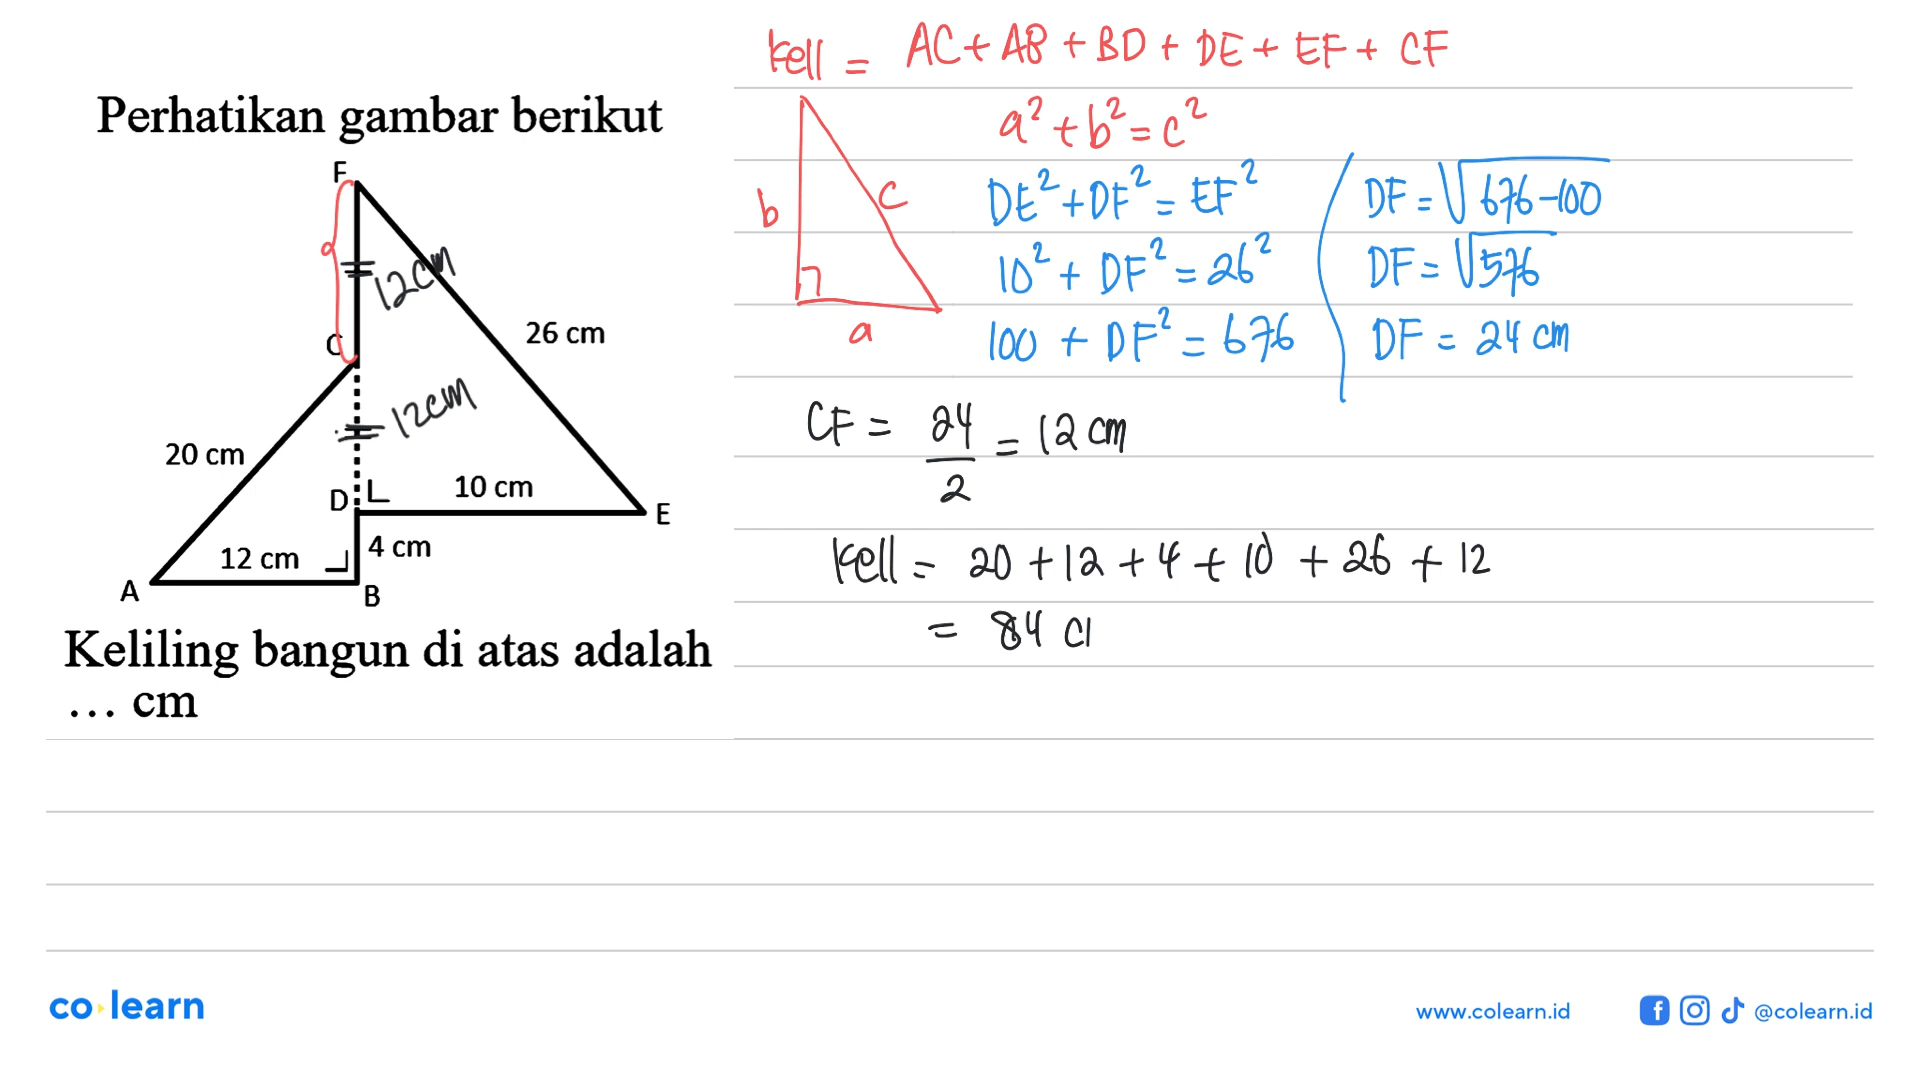 Perhatikan gambar berikut
F
12 cm
C
26 cm
12 cm
20 cm
D
10 cm
E
12 cm
4 cm
A
B
Keliling bangun di atas adalah
... cm
kell = AC + AB + BD + DE + EF + CF
a² + b² = c²
b
c
a
DE² + DF² = EF²
10² + DF² = 26²
100 + DF² = 676
DF = √676-100
DF = √576
DF = 24 cm
CF = 24/2 = 12 cm
kell = 20 + 12 + 4 + 10 + 26 + 12
= 84 c
co learn
www.colearn.id
@colearn.id